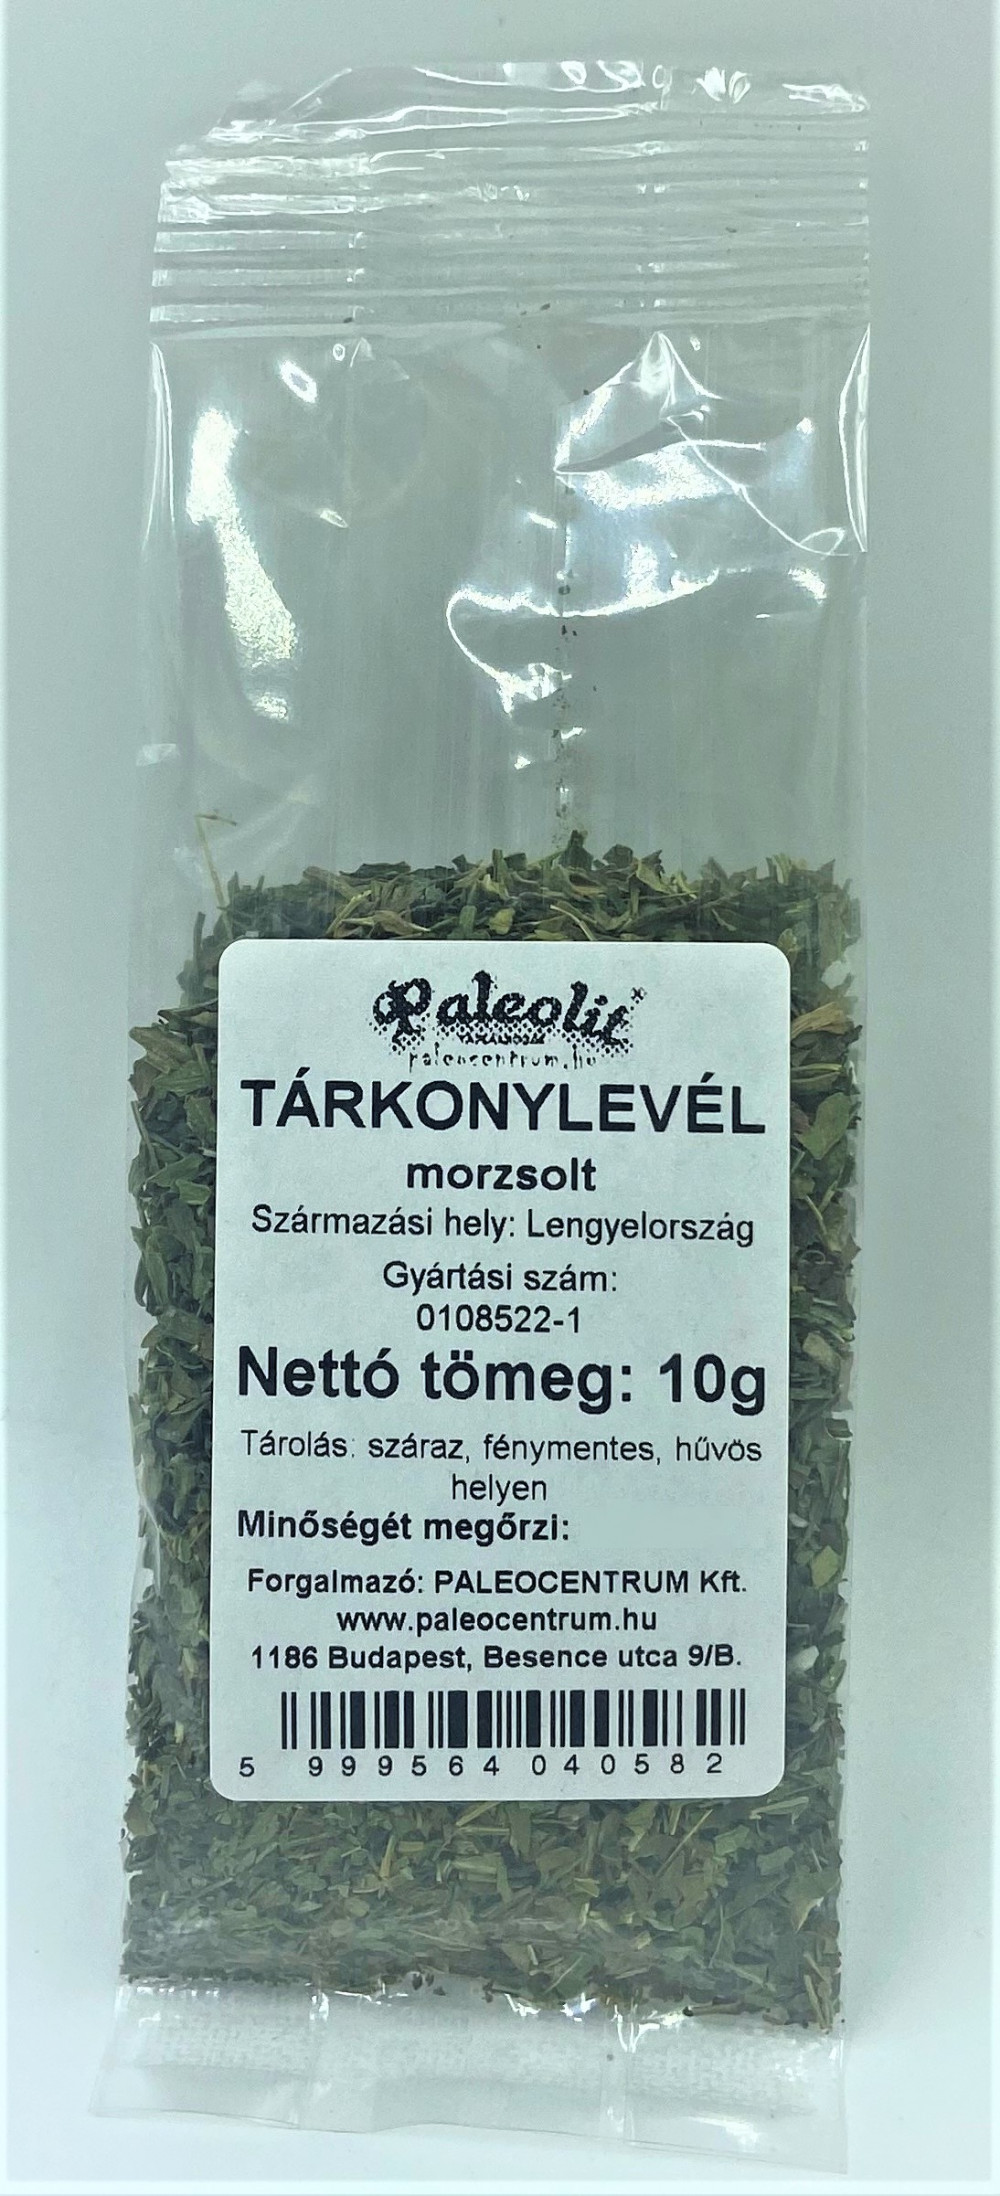 Paleolit
paleocentrum.hu
TÁRKONYLEVÉL
morzsolt
Származási hely: Lengyelország
Gyártási szám:
0108522-1
Nettó tömeg: 10g
Tárolás: száraz, fénymentes, hűvös
helyen
Minőségét megőrzi:
Forgalmazó: PALEOCENTRUM Kft.
www.paleocentrum.hu
1186 Budapest, Besence utca 9/B.
5 999564 040582